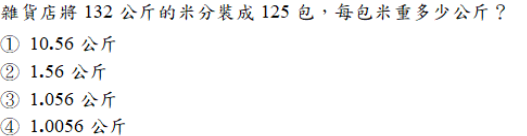 雜貨店將 132 公斤的米分裝成 125 包，每包米重多少公斤？
① 10.56 公斤
② 1.56 公斤
③ 1.056 公斤
④ 1.0056 公斤